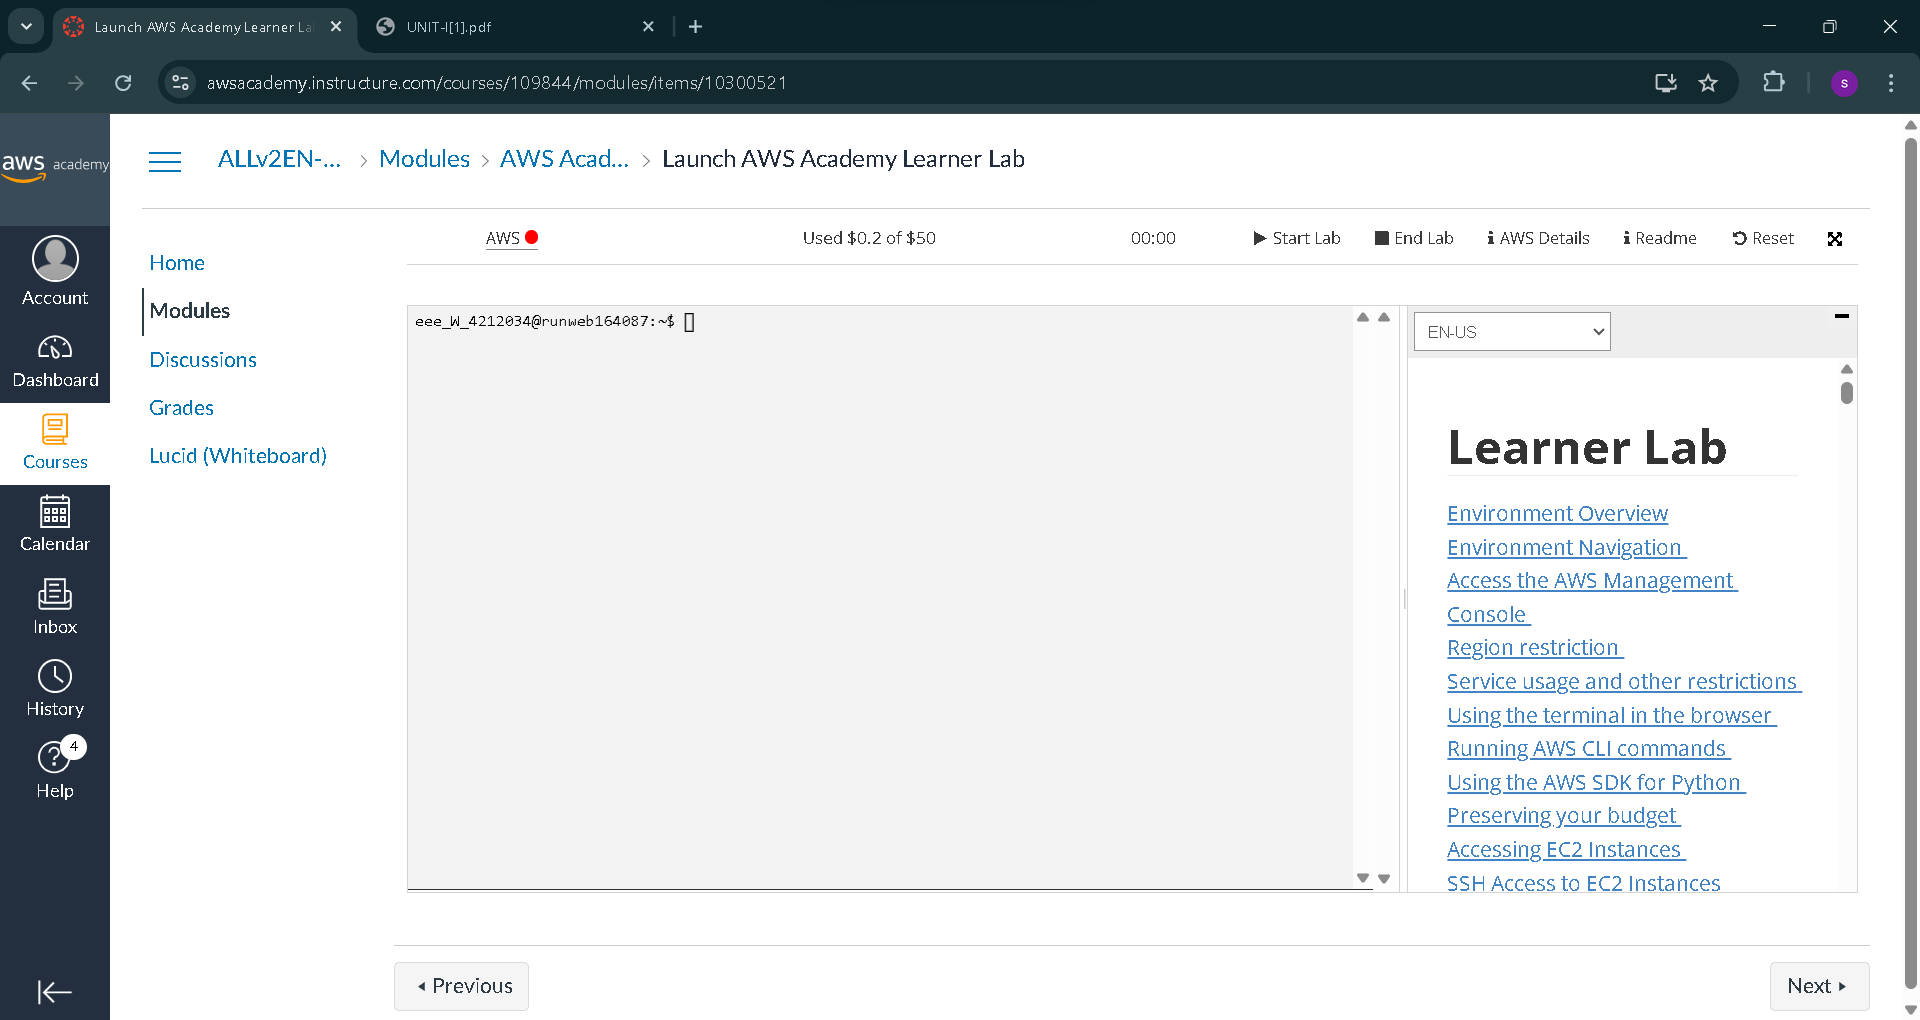 Launch AWS Academy Learner La
UNIT-I[1].pdf
awsacademy.instructure.com/courses/109844/modules/items/10300521
s
aws academy
ALLv2EN-... > Modules > AWS Acad... > Launch AWS Academy Learner Lab
Account
Dashboard
Courses
Calendar
Inbox
History
4
Help
Home
Modules
Discussions
Grades
Lucid (Whiteboard)
AWS
Used $0.2 of $50
00:00
Start Lab
End Lab
i AWS Details
i Readme
Reset
eee_W_4212034@runweb164087:~$
EN-US
Learner Lab
Environment Overview
Environment Navigation
Access the AWS Management
Console
Region restriction
Service usage and other restrictions
Using the terminal in the browser
Running AWS CLI commands
Using the AWS SDK for Python
Preserving your budget
Accessing EC2 Instances
SSH Access to EC2 Instances
Previous
Next